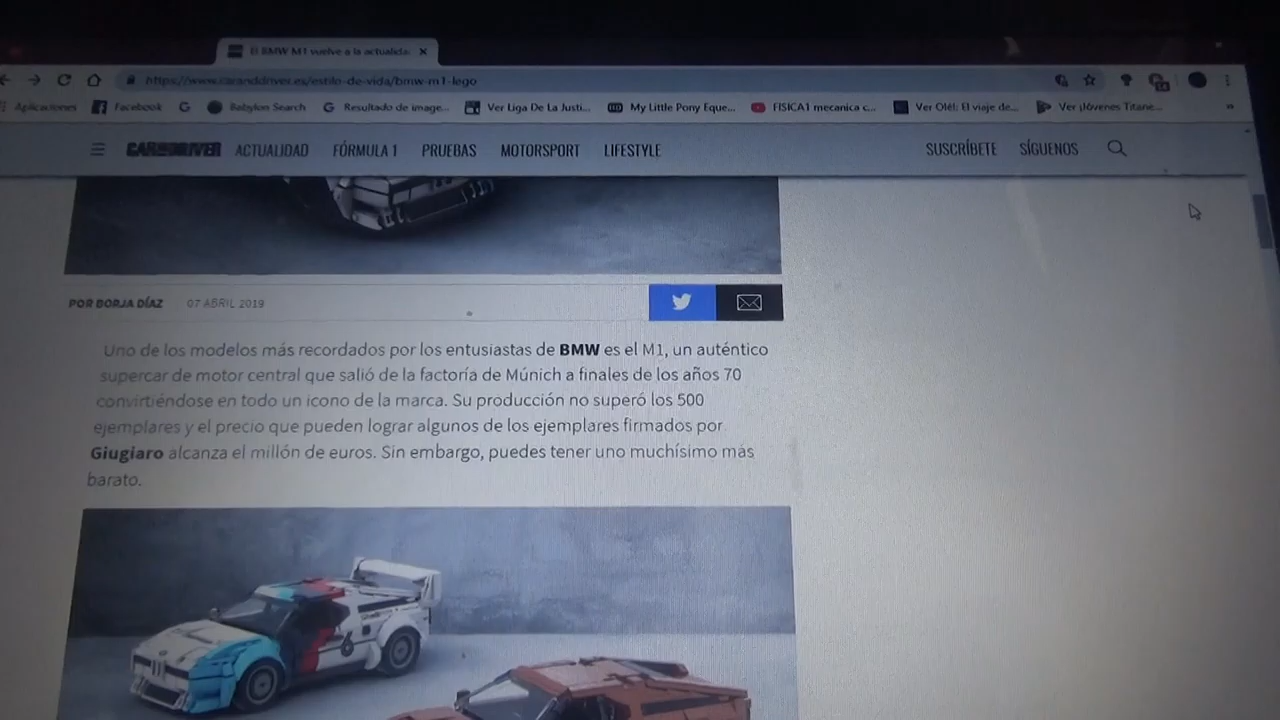 El BMW M1 vuelve a la actualida
https://www.caranddriver.es/estilo-de-vida/bmw-m1-lego
Aplicaciones Facebook Babylon Search Resultado de image... Ver Liga De La Justi... My Little Pony Eque... FISICA1 mecanica c... Ver Olé!: El viaje de... Ver ¡Jóvenes Titane...
CAR AND DRIVER ACTUALIDAD FÓRMULA 1 PRUEBAS MOTORSPORT LIFESTYLE SUSCRÍBETE SÍGUENOS
POR BORJA DÍAZ 07 ABRIL 2019
Uno de los modelos más recordados por los entusiastas de BMW es el M1, un auténtico
supercar de motor central que salió de la factoría de Múnich a finales de los años 70
convirtiéndose en todo un icono de la marca. Su producción no superó los 500
ejemplares y el precio que pueden lograr algunos de los ejemplares firmados por
Giugiaro alcanza el millón de euros. Sin embargo, puedes tener uno muchísimo más
barato.
6